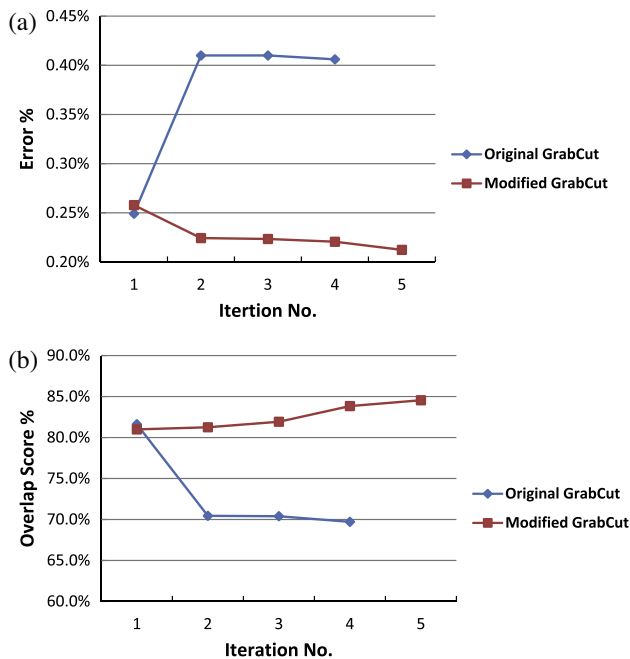 (a)
0.45%
0.40%
0.35%
0.30%
0.25%
0.20%
Error %
1 2 3 4 5
Itertion No.
Original GrabCut
Modified GrabCut
(b)
90.0%
85.0%
80.0%
75.0%
70.0%
65.0%
60.0%
Overlap Score %
1 2 3 4 5
Iteration No.
Original GrabCut
Modified GrabCut